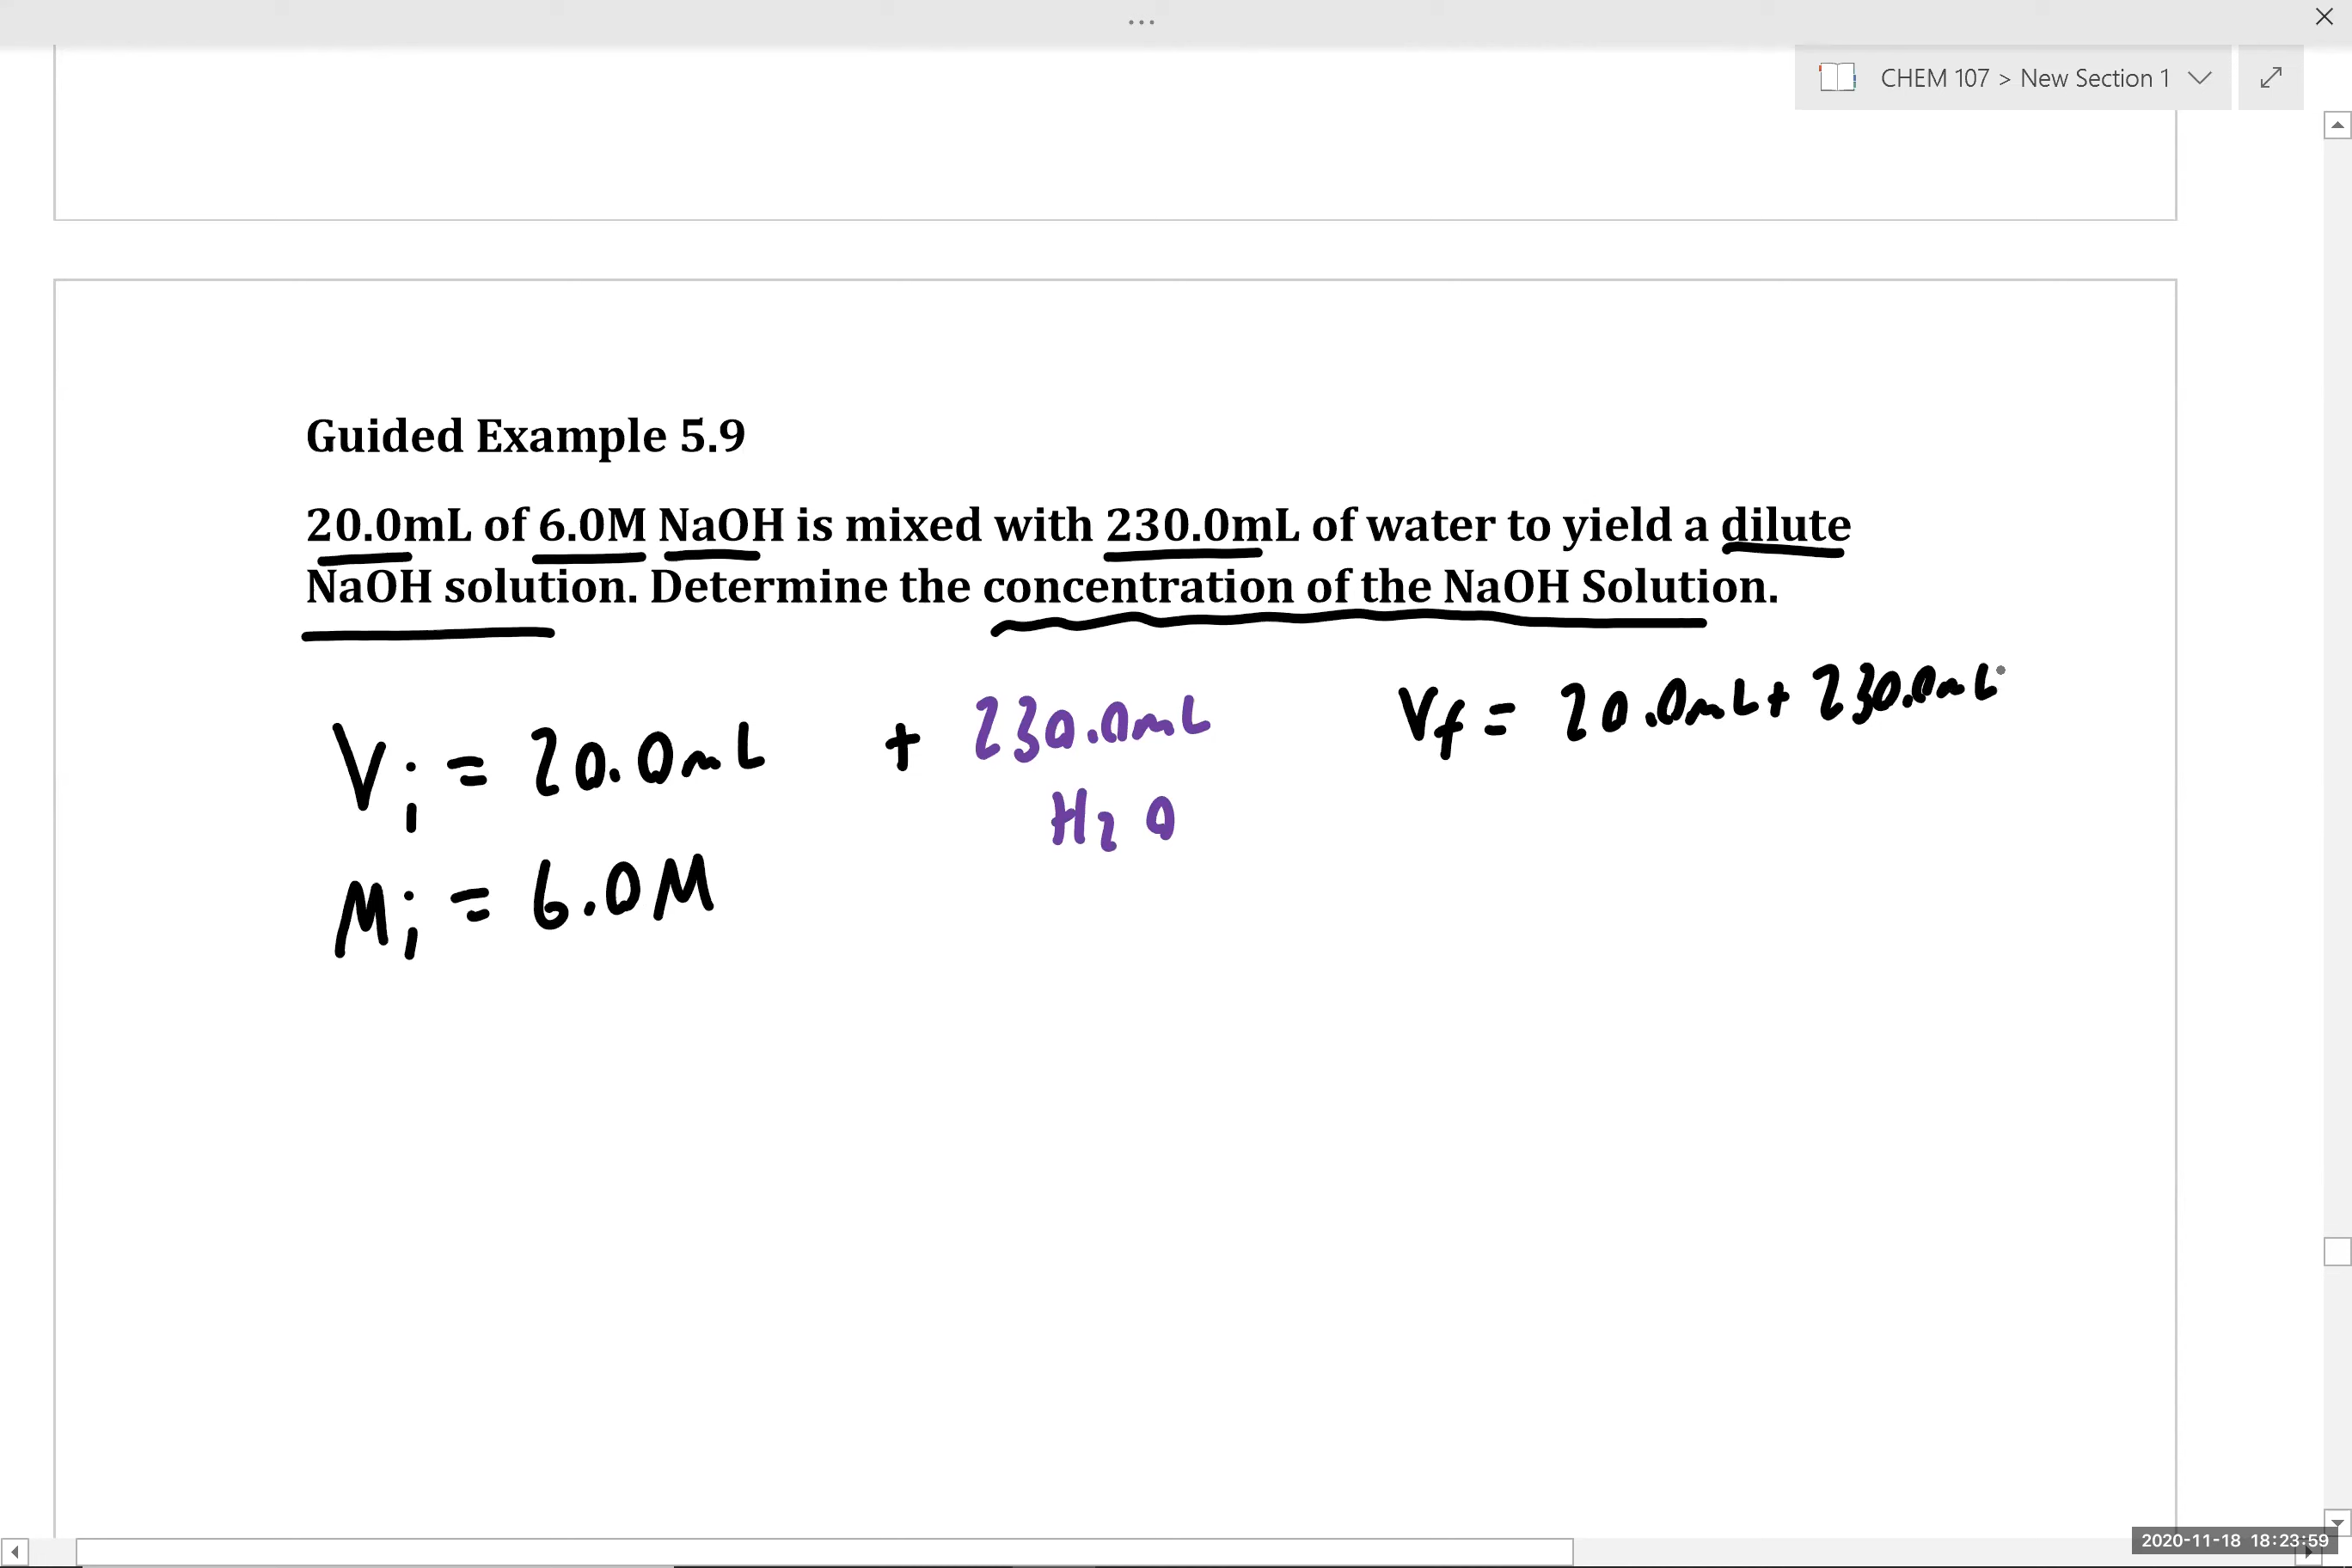 ...
CHEM 107 > New Section 1
Guided Example 5.9
20.0mL of 6.0M NaOH is mixed with 230.0mL of water to yield a dilute
NaOH solution. Determine the concentration of the NaOH Solution.
Vi = 20.0mL + 230.0mL
H2O
Vf = 20.0mL + 230.0mL
Mi = 6.0M
2020-11-18 18:23:59